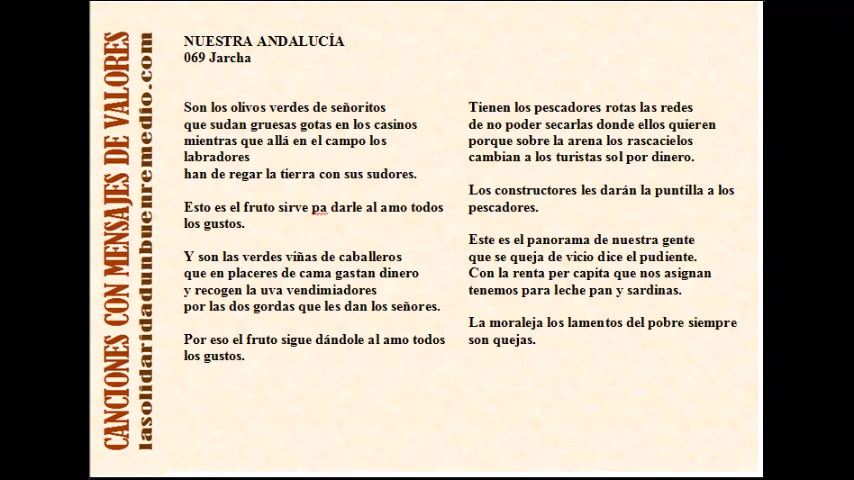 CANCIONES CON MENSAJES DE VALORES
lasolidaridadunbuenremedio.com
NUESTRA ANDALUCÍA
069 Jarcha
Son los olivos verdes de señoritos
que sudan gruesas gotas en los casinos
mientras que allá en el campo los
labradores
han de regar la tierra con sus sudores.
Esto es el fruto sirve pa darle al amo todos
los gustos.
Y son las verdes viñas de caballeros
que en placeres de cama gastan dinero
y recogen la uva vendimiadores
por las dos gordas que les dan los señores.
Por eso el fruto sigue dándole al amo todos
los gustos.
Tienen los pescadores rotas las redes
de no poder secarlas donde ellos quieren
porque sobre la arena los rascacielos
cambian a los turistas sol por dinero.
Los constructores les darán la puntilla a los
pescadores.
Este es el panorama de nuestra gente
que se queja de vicio dice el pudiente.
Con la renta per capita que nos asignan
tenemos para leche pan y sardinas.
La moraleja los lamentos del pobre siempre
son quejas.